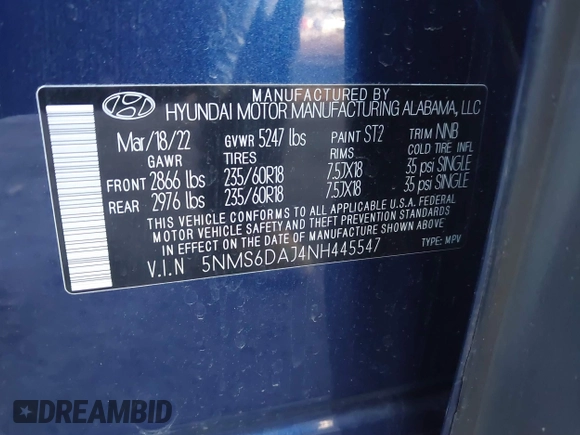 MANUFACTURED BY
HYUNDAI MOTOR MANUFACTURING ALABAMA, LLC
Mar/18/22 GVWR 5247 lbs PAINT ST2 TRIM NNB
GAWR TIRES RIMS COLD TIRE INFL
FRONT 2866 lbs 235/60R18 7.5JX18 35 psi SINGLE
REAR 2976 lbs 235/60R18 7.5JX18 35 psi SINGLE
THIS VEHICLE CONFORMS TO ALL APPLICABLE U.S.A. FEDERAL
MOTOR VEHICLE SAFETY AND THEFT PREVENTION STANDARDS
IN EFFECT ON THE DATE OF MANUFACTURE SHOWN ABOVE
V.I.N 5NMS6DAJ4NH445547 TYPE: MPV
DREAMBID